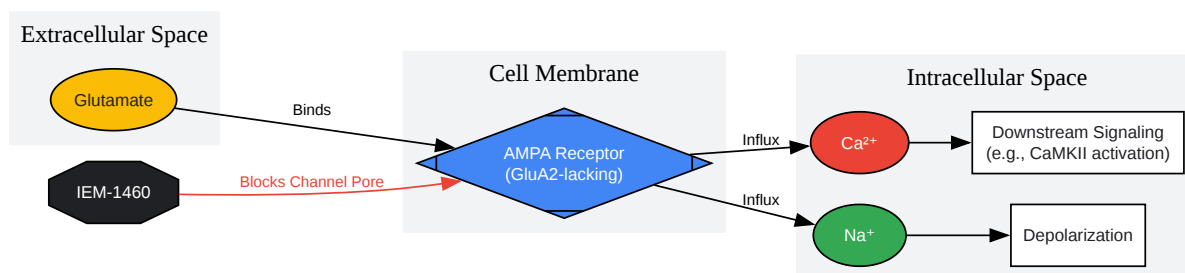 Extracellular Space
Glutamate
IEM-1460
Binds
Blocks Channel Pore
Cell Membrane
AMPA Receptor
(GluA2-lacking)
Influx
Influx
Intracellular Space
Ca²⁺
Downstream Signaling
(e.g., CaMKII activation)
Na⁺
Depolarization